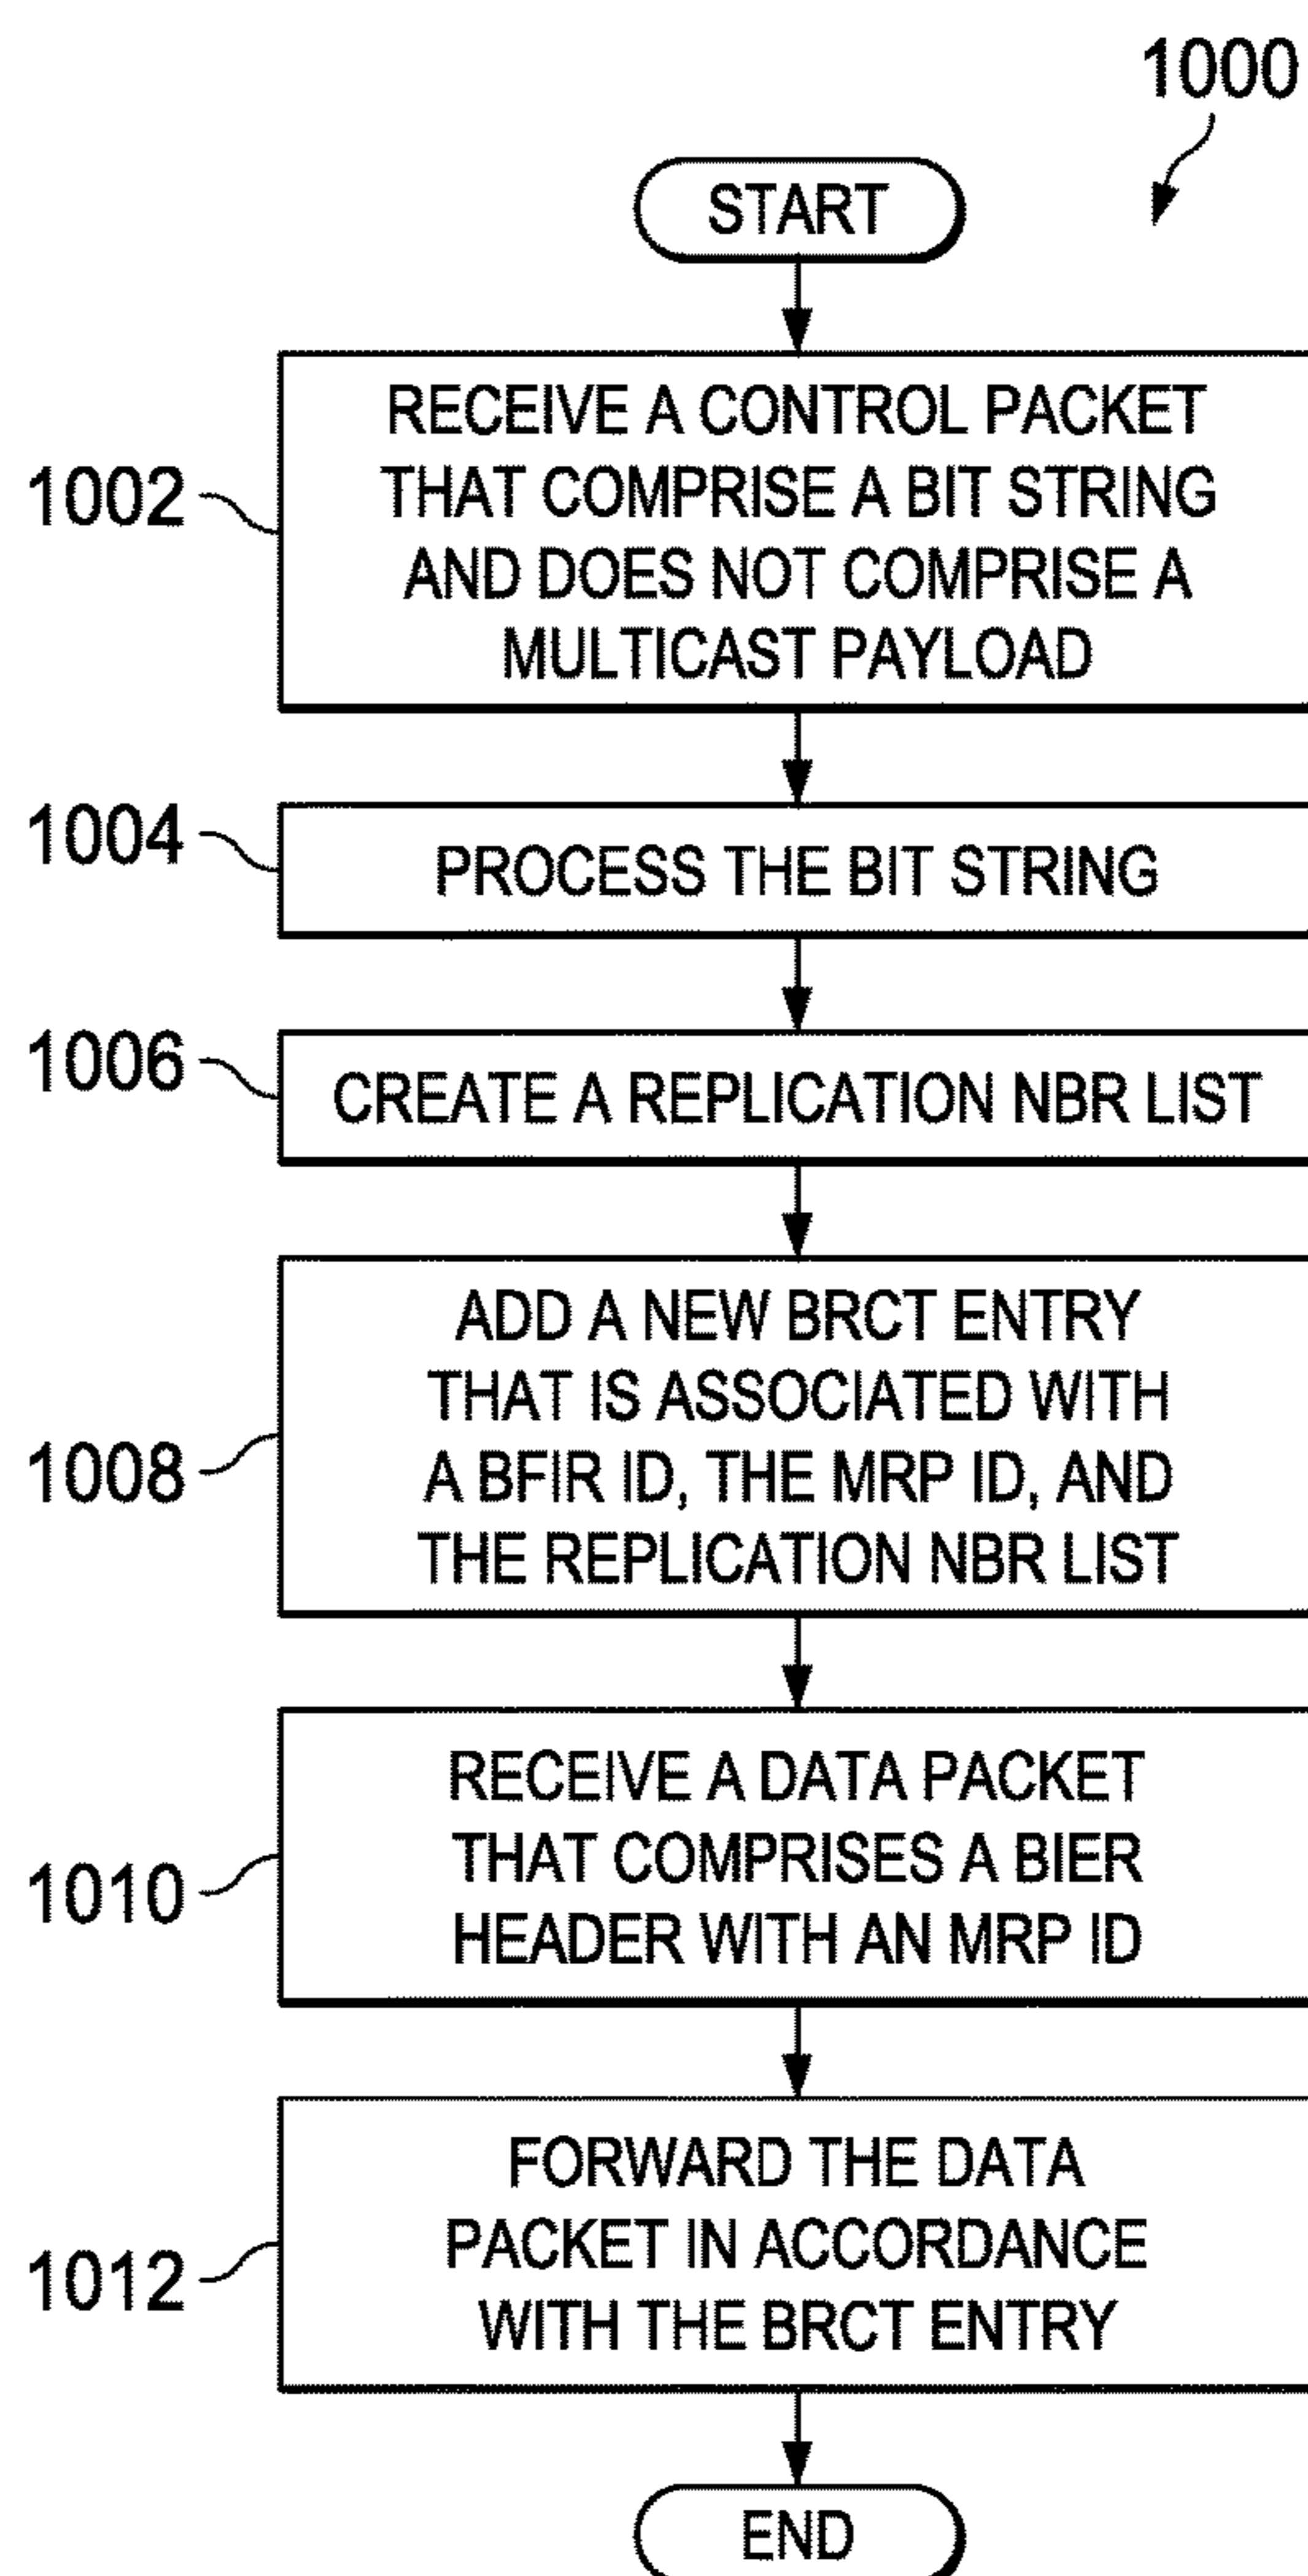 1000
START
1002
RECEIVE A CONTROL PACKET
THAT COMPRISE A BIT STRING
AND DOES NOT COMPRISE A
MULTICAST PAYLOAD
1004
PROCESS THE BIT STRING
1006
CREATE A REPLICATION NBR LIST
1008
ADD A NEW BRCT ENTRY
THAT IS ASSOCIATED WITH
A BFIR ID, THE MRP ID, AND
THE REPLICATION NBR LIST
1010
RECEIVE A DATA PACKET
THAT COMPRISES A BIER
HEADER WITH AN MRP ID
1012
FORWARD THE DATA
PACKET IN ACCORDANCE
WITH THE BRCT ENTRY
END